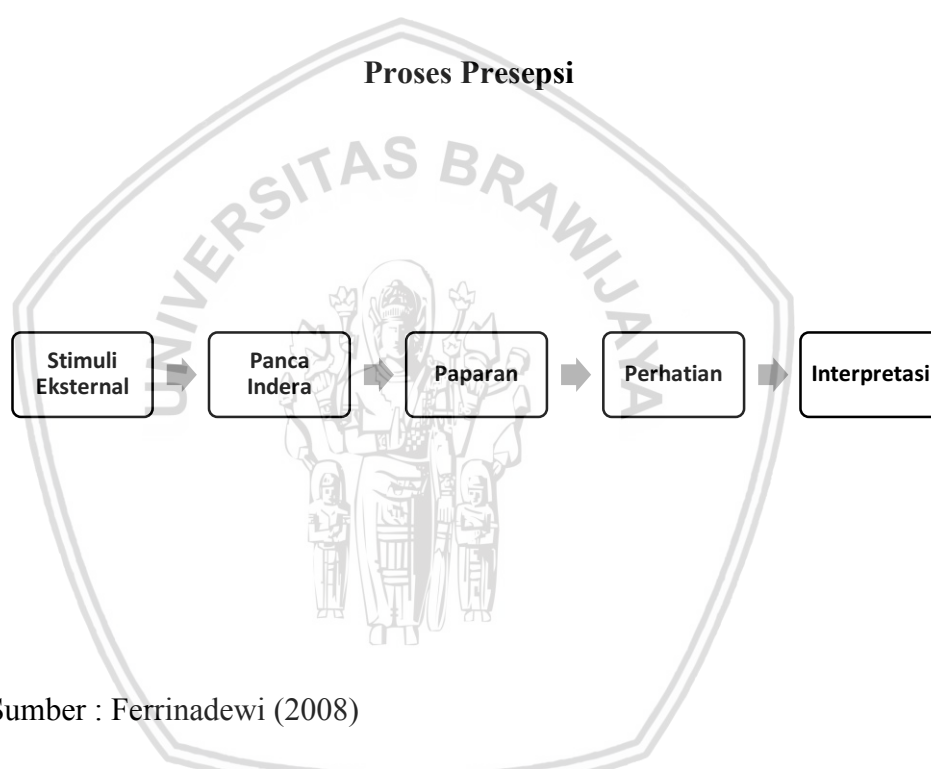 Proses Presepsi
UNIVERSITAS BRAWIJAYA
Stimuli
Eksternal
Panca
Indera
Paparan
Perhatian
Interpretasi
Sumber : Ferrinadewi (2008)